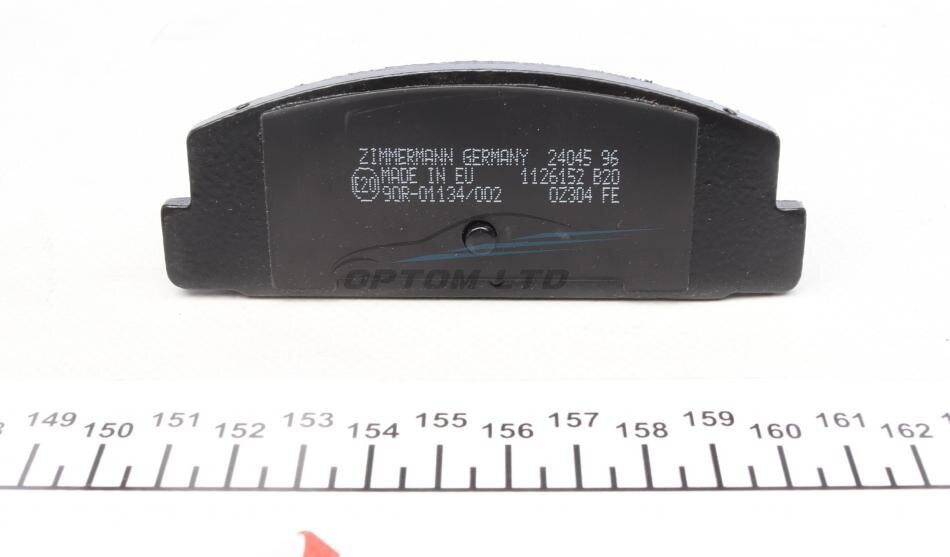 ZIMMERMANN GERMANY 24045 96
E20 MADE IN EU 1126152 B20
90R-01134/002 0Z304 FE
OPTOM LTD
149 150 151 152 153 154 155 156 157 158 159 160 161 162